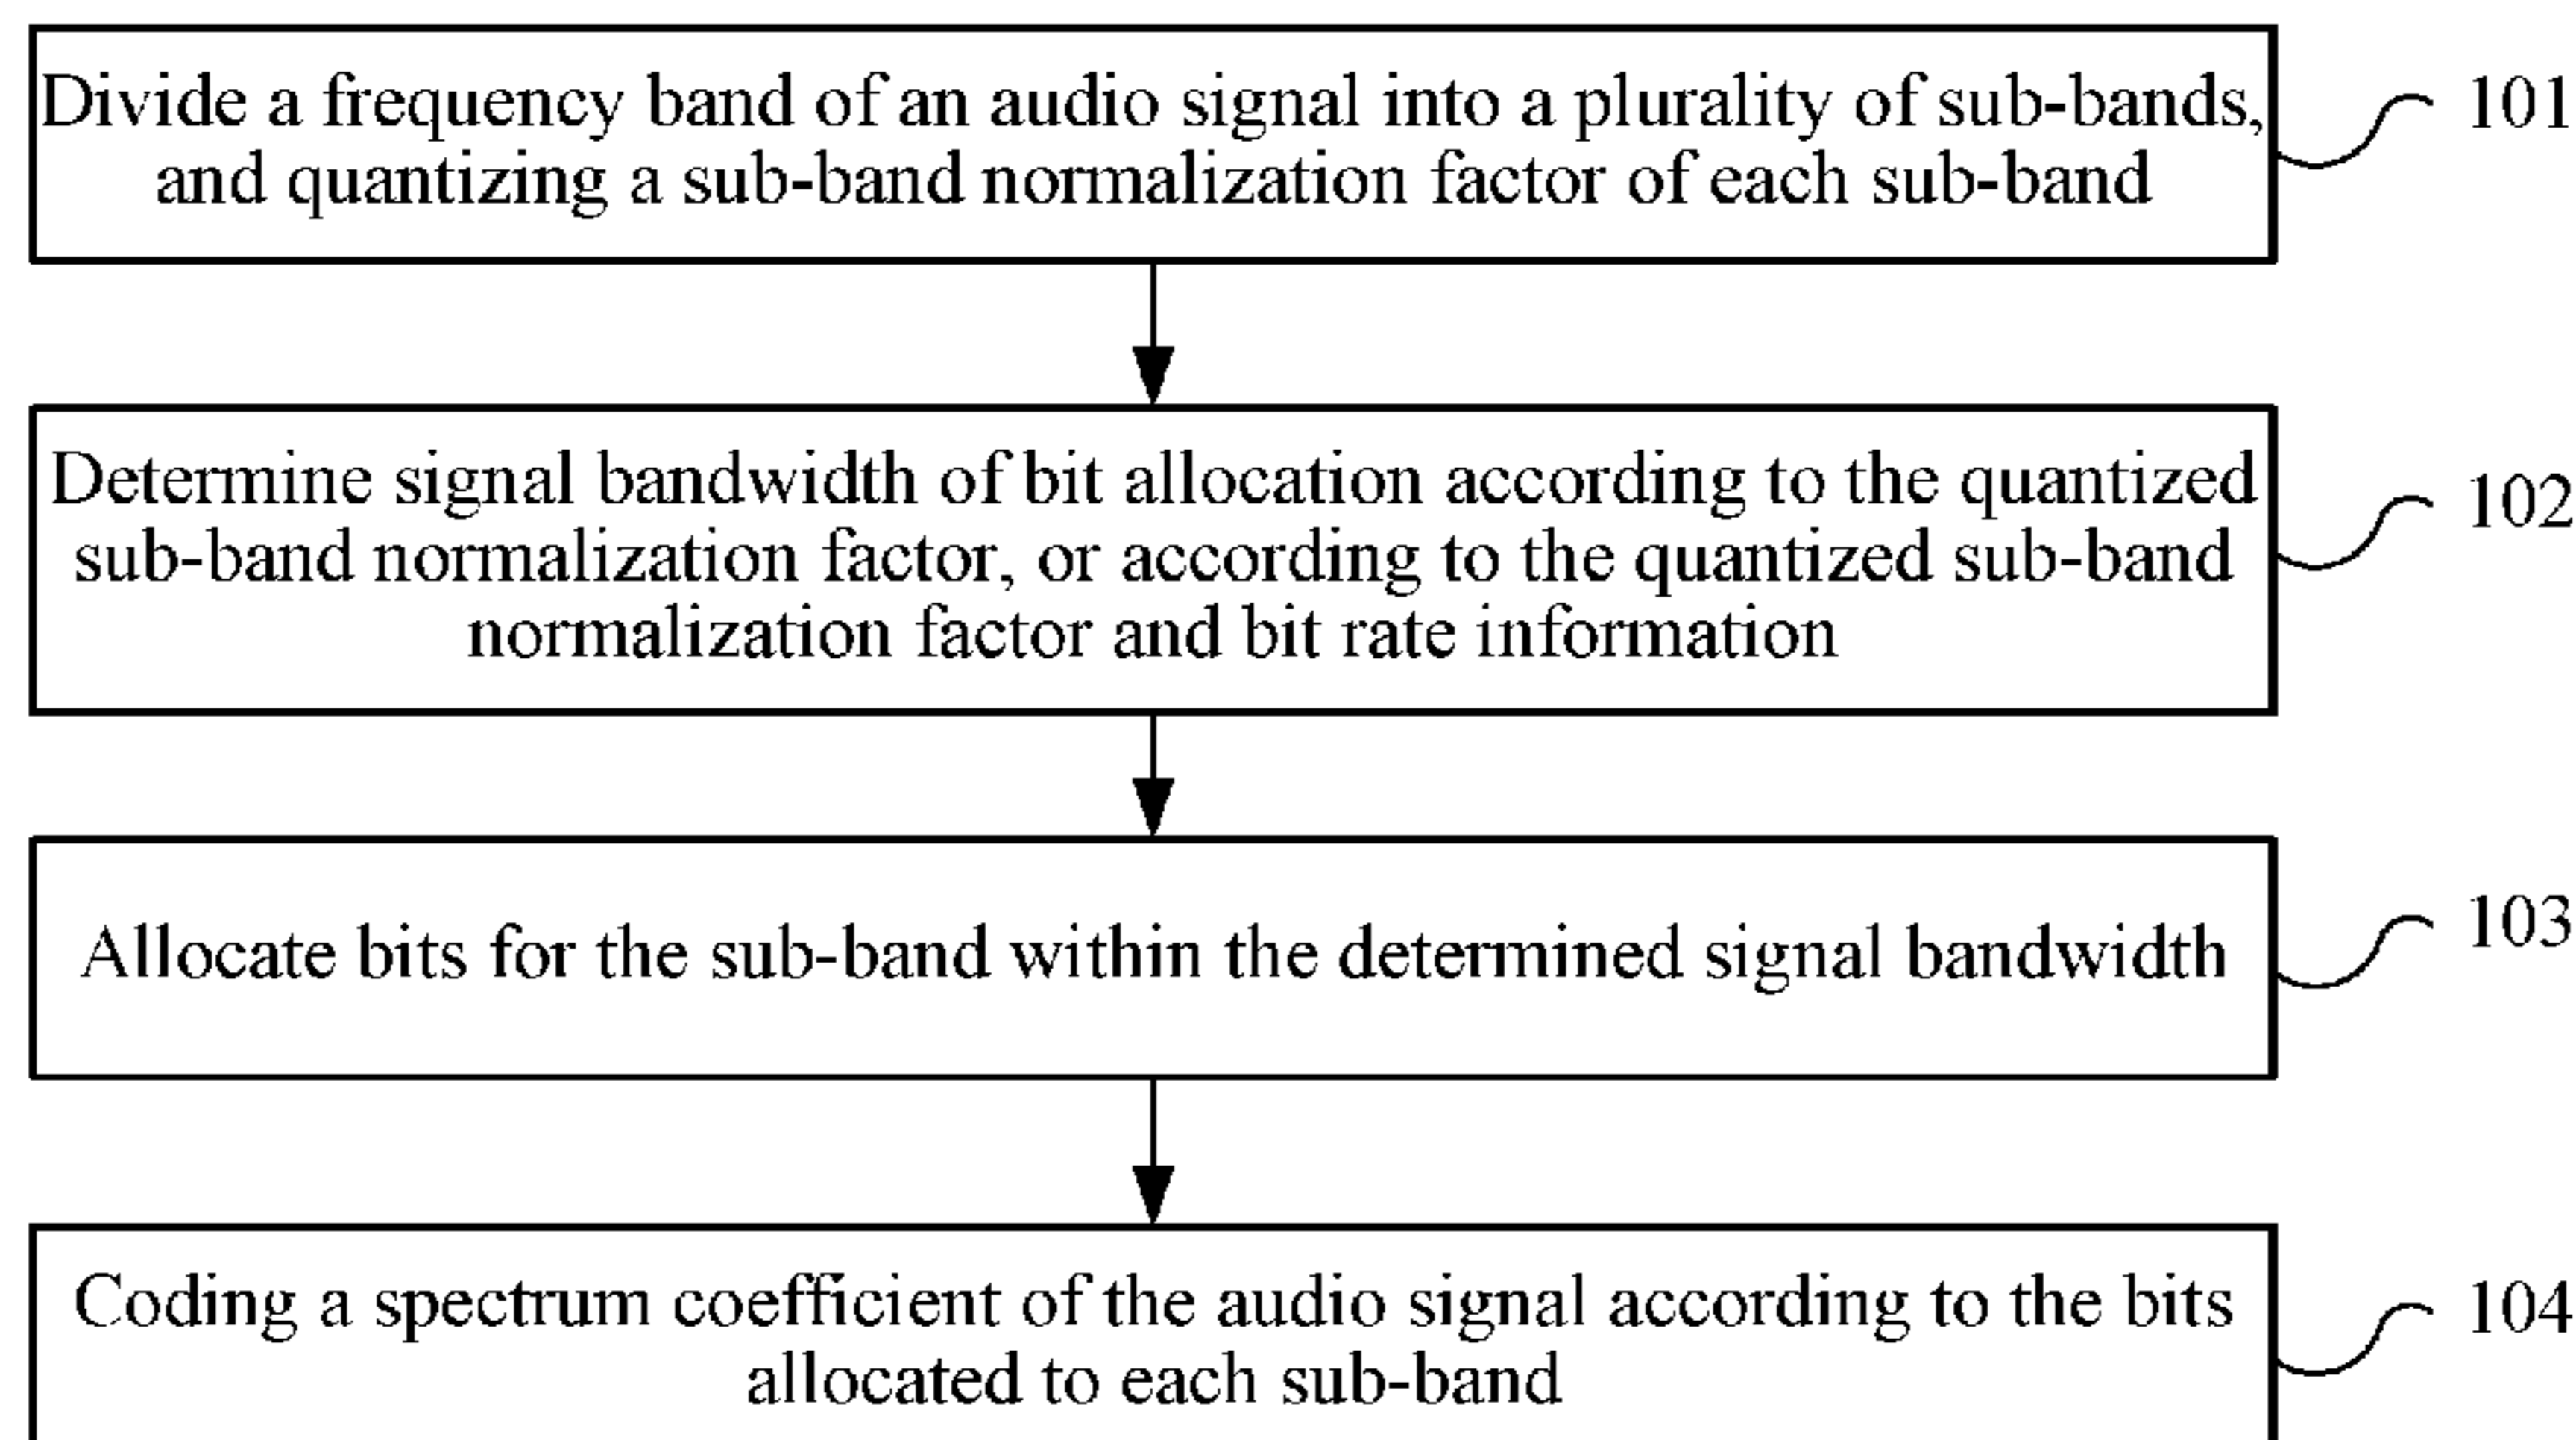 Divide a frequency band of an audio signal into a plurality of sub-bands,
and quantizing a sub-band normalization factor of each sub-band
101
Determine signal bandwidth of bit allocation according to the quantized
sub-band normalization factor, or according to the quantized sub-band
normalization factor and bit rate information
102
Allocate bits for the sub-band within the determined signal bandwidth
103
Coding a spectrum coefficient of the audio signal according to the bits
allocated to each sub-band
104